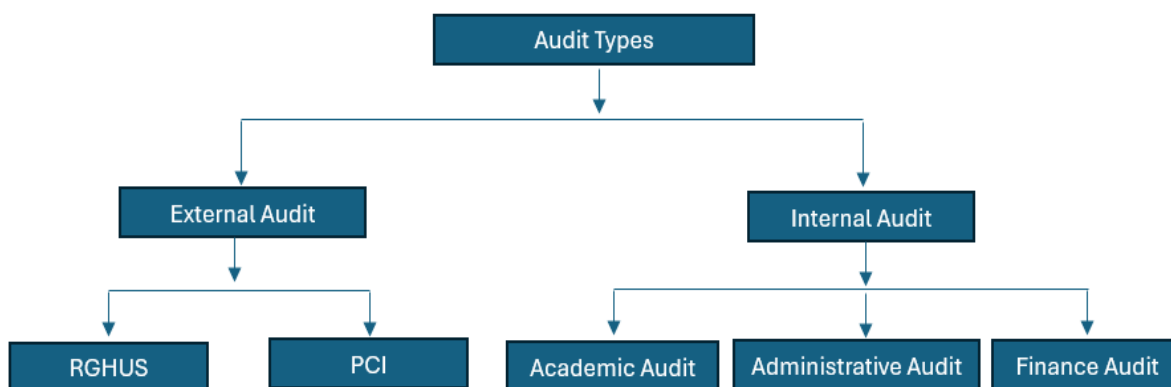 Audit Types
External Audit
Internal Audit
RGHUS
PCI
Academic Audit
Administrative Audit
Finance Audit